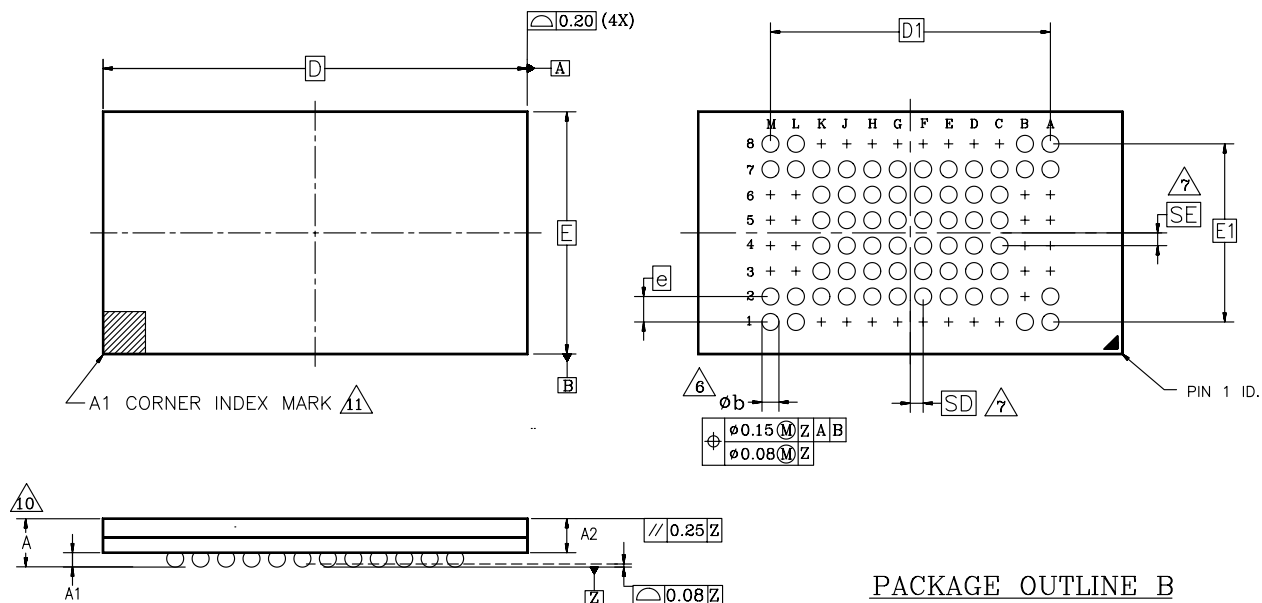 0.20 (4X)
D
A
D1
M L K J H G F E D C B A
8
7
6
5
4
3
2
1
7
SE
E1
E
e
B
A1 CORNER INDEX MARK 11
6
øb
SD 7
PIN 1 ID.
ø0.15 M Z A B
ø0.08 M Z
10
A
A2
// 0.25 Z
A1
Z
0.08 Z
PACKAGE OUTLINE B